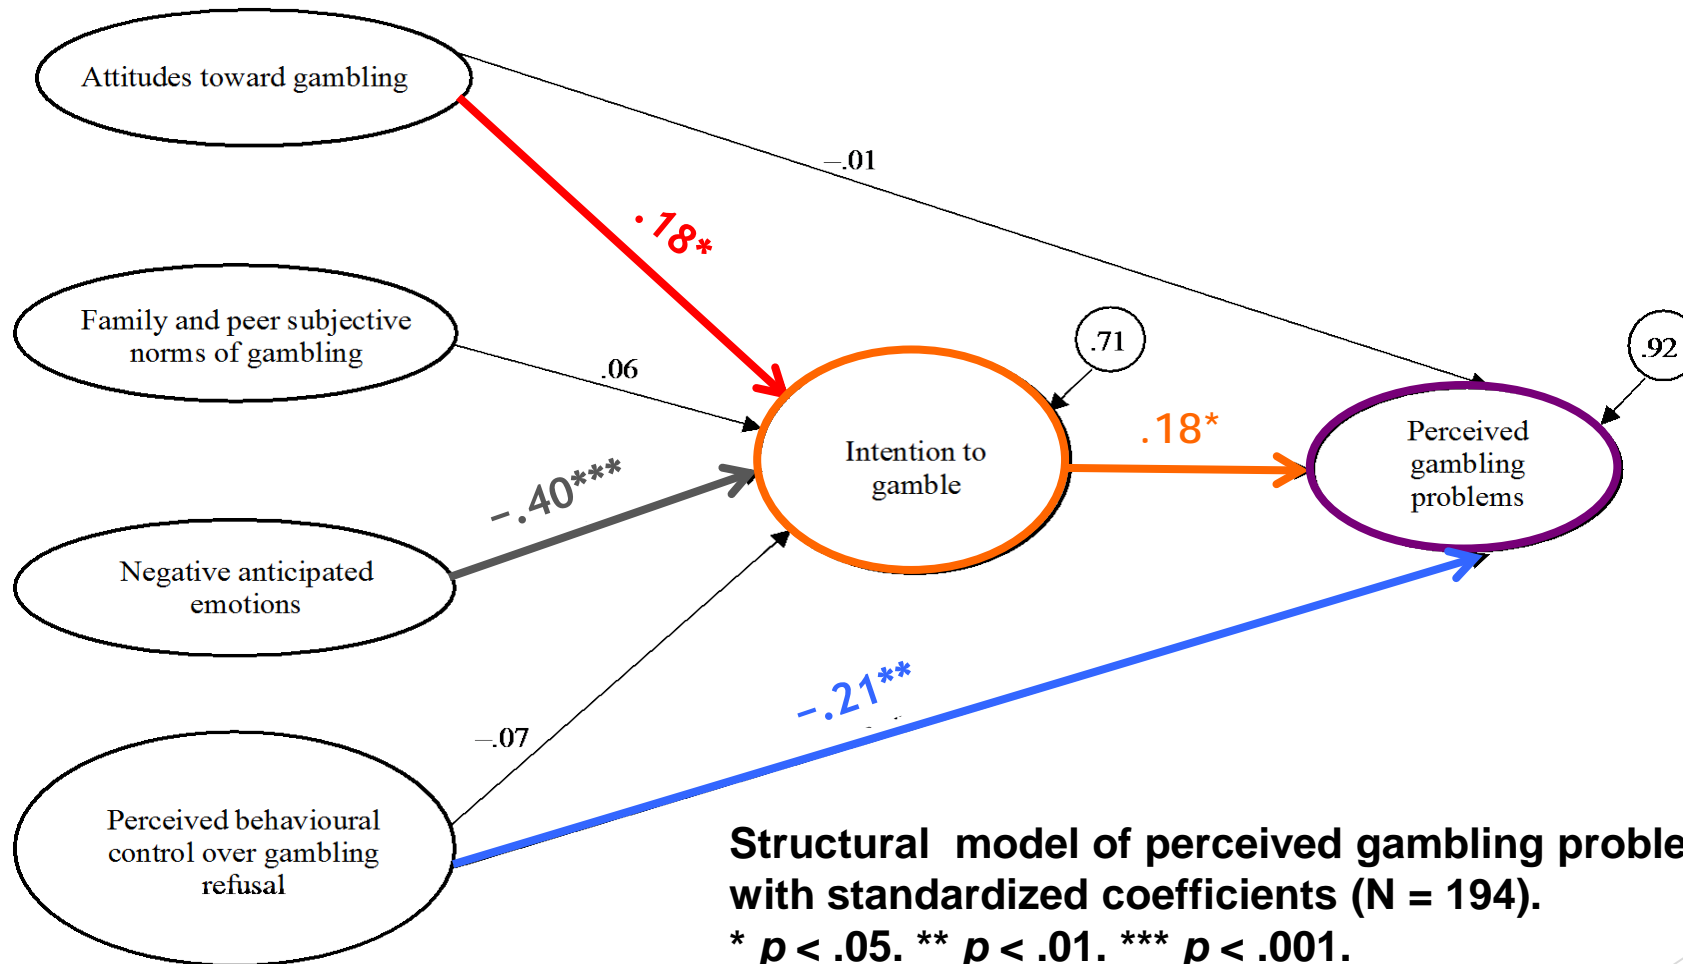 Attitudes toward gambling
–.01
.18*
Family and peer subjective
norms of gambling
.06
.71
.92
Intention to
gamble
.18*
Perceived
gambling
problems
–.40***
Negative anticipated
emotions
–.21**
–.07
Perceived behavioural
control over gambling
refusal
Structural model of perceived gambling proble
with standardized coefficients (N = 194).
* p < .05. ** p < .01. *** p < .001.